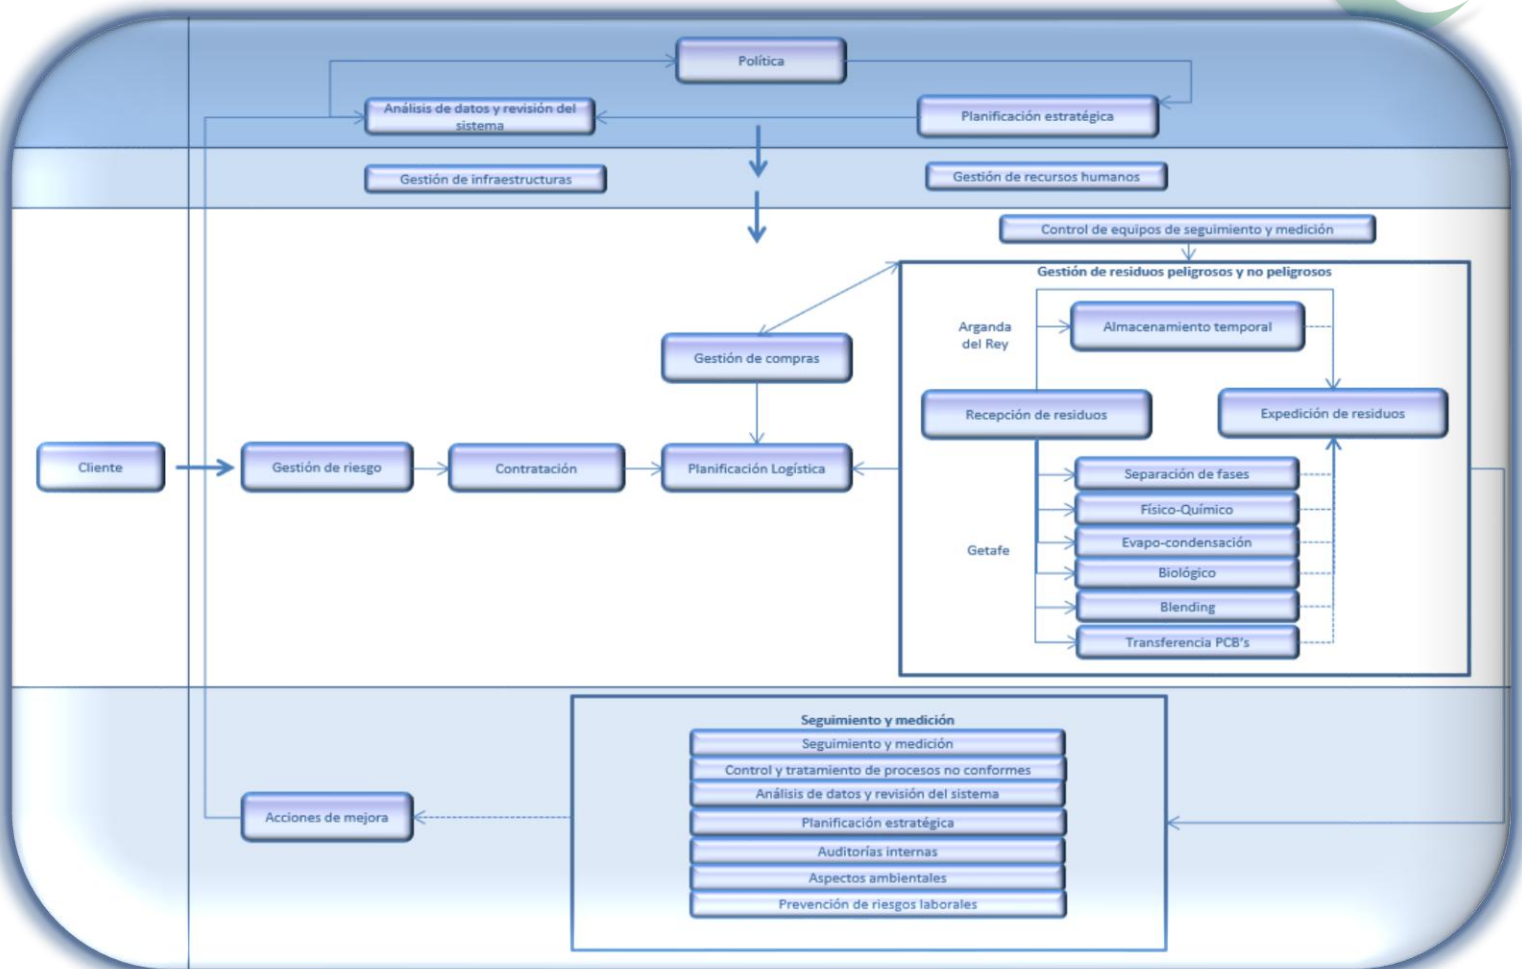 Política
Análisis de datos y revisión del
sistema
Planificación estratégica
Gestión de infraestructuras
Gestión de recursos humanos
Control de equipos de seguimiento y medición
Gestión de residuos peligrosos y no peligrosos
Arganda
del Rey
Almacenamiento temporal
Gestión de compras
Recepción de residuos
Expedición de residuos
Cliente
Gestión de riesgo
Contratación
Planificación Logística
Separación de fases
Físico-Químico
Evapo-condensación
Getafe
Biológico
Blending
Transferencia PCB's
Seguimiento y medición
Seguimiento y medición
Control y tratamiento de procesos no conformes
Análisis de datos y revisión del sistema
Acciones de mejora
Planificación estratégica
Auditorías internas
Aspectos ambientales
Prevención de riesgos laborales